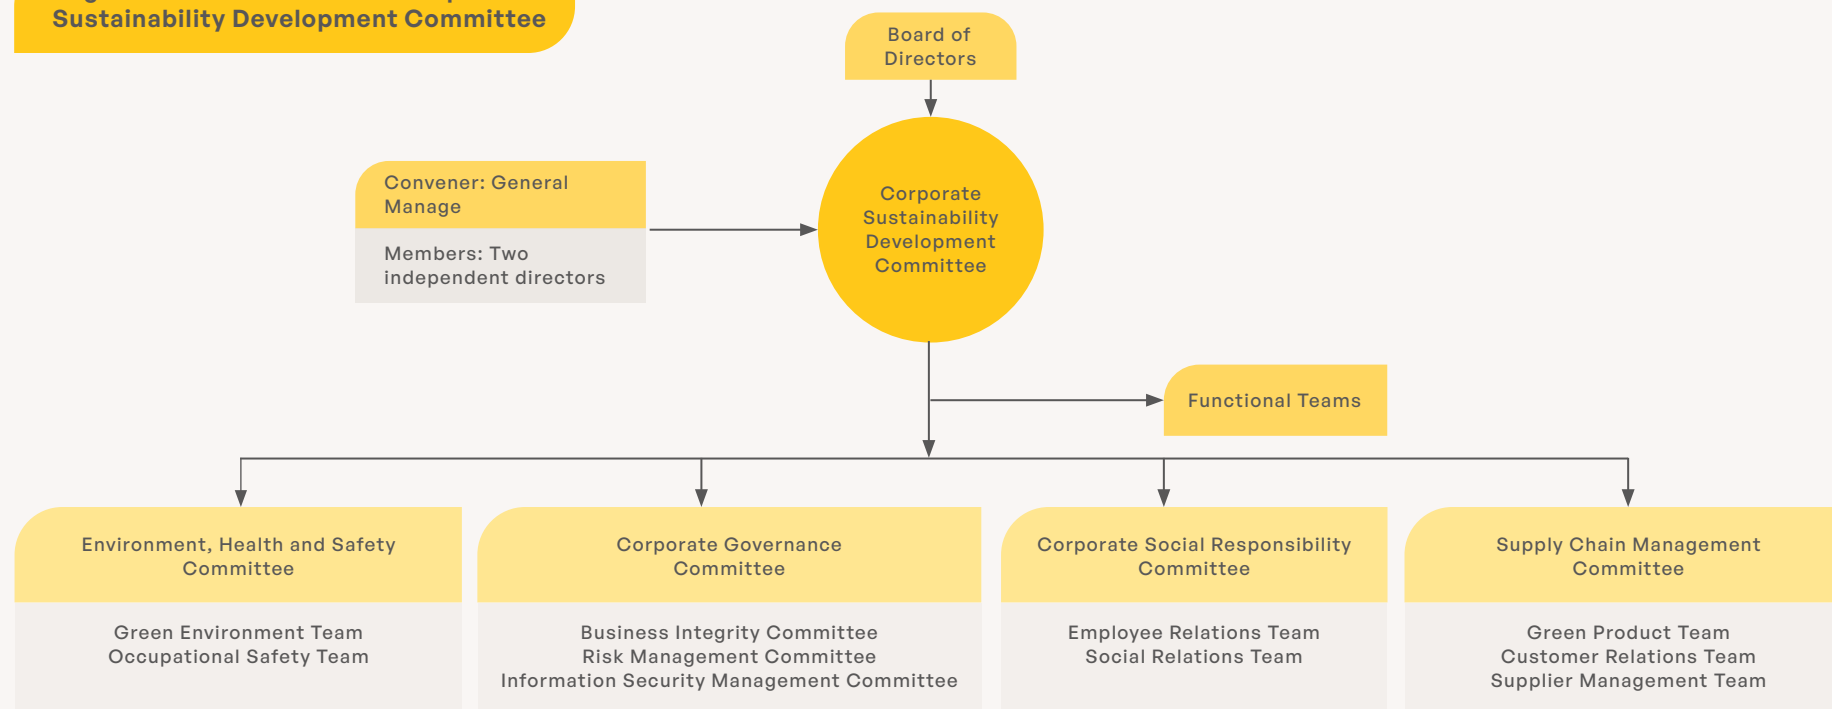 Sustainability Development Committee
Board of
Directors
Convener: General
Manage
Members: Two
independent directors
Corporate
Sustainability
Development
Committee
Functional Teams
Environment, Health and Safety
Committee
Green Environment Team
Occupational Safety Team
Corporate Governance
Committee
Business Integrity Committee
Risk Management Committee
Information Security Management Committee
Corporate Social Responsibility
Committee
Employee Relations Team
Social Relations Team
Supply Chain Management
Committee
Green Product Team
Customer Relations Team
Supplier Management Team